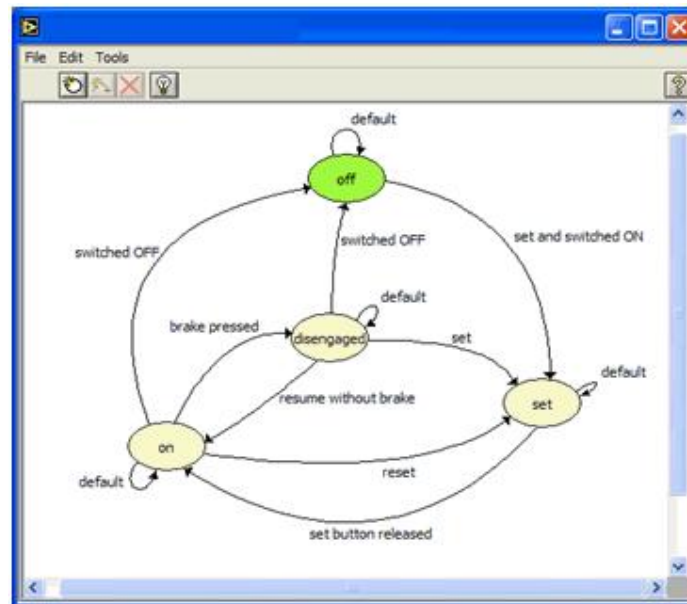 File Edit Tools
default
off
switched OFF
switched OFF
set and switched ON
default
brake pressed
disengaged
set
default
resume without brake
set
on
reset
default
set button released